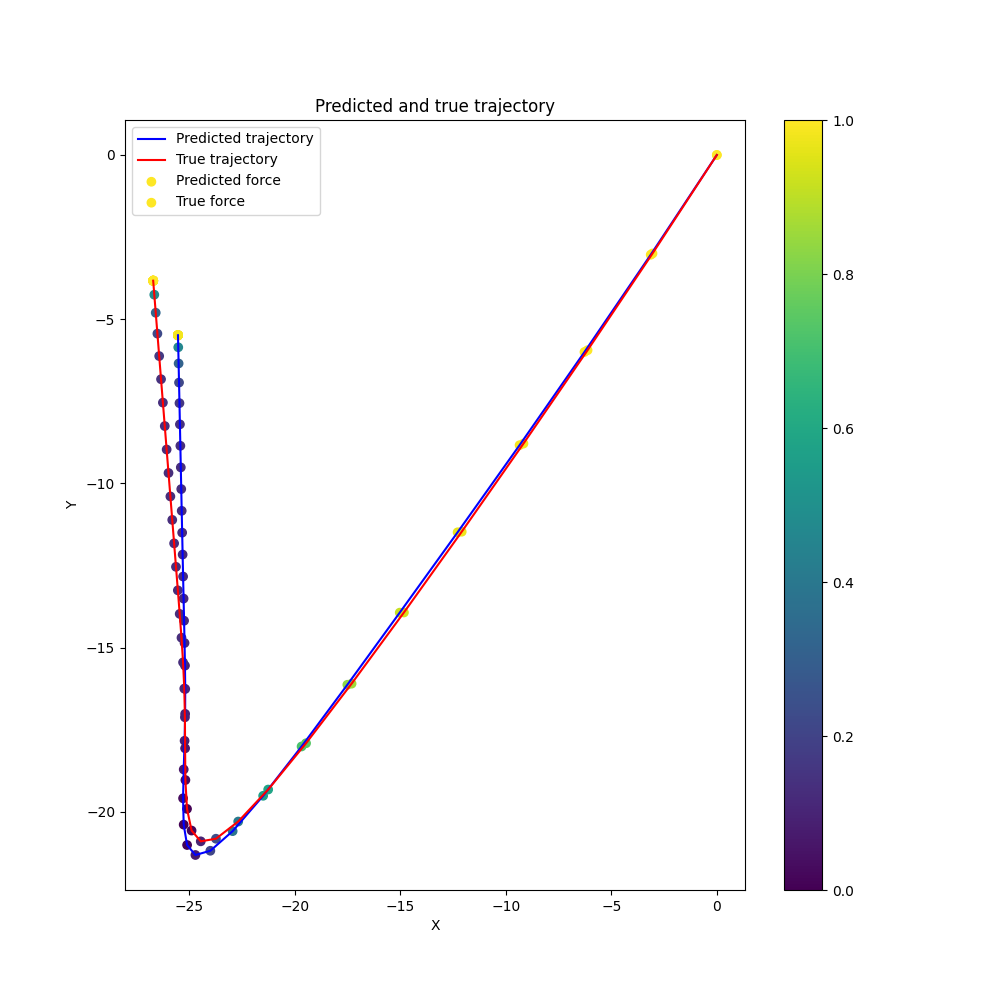 Predicted and true trajectory
Predicted trajectory
True trajectory
Predicted force
True force
0
−5
−10
−15
−20
Y
−25
−20
−15
−10
−5
0
X
1.0
0.8
0.6
0.4
0.2
0.0